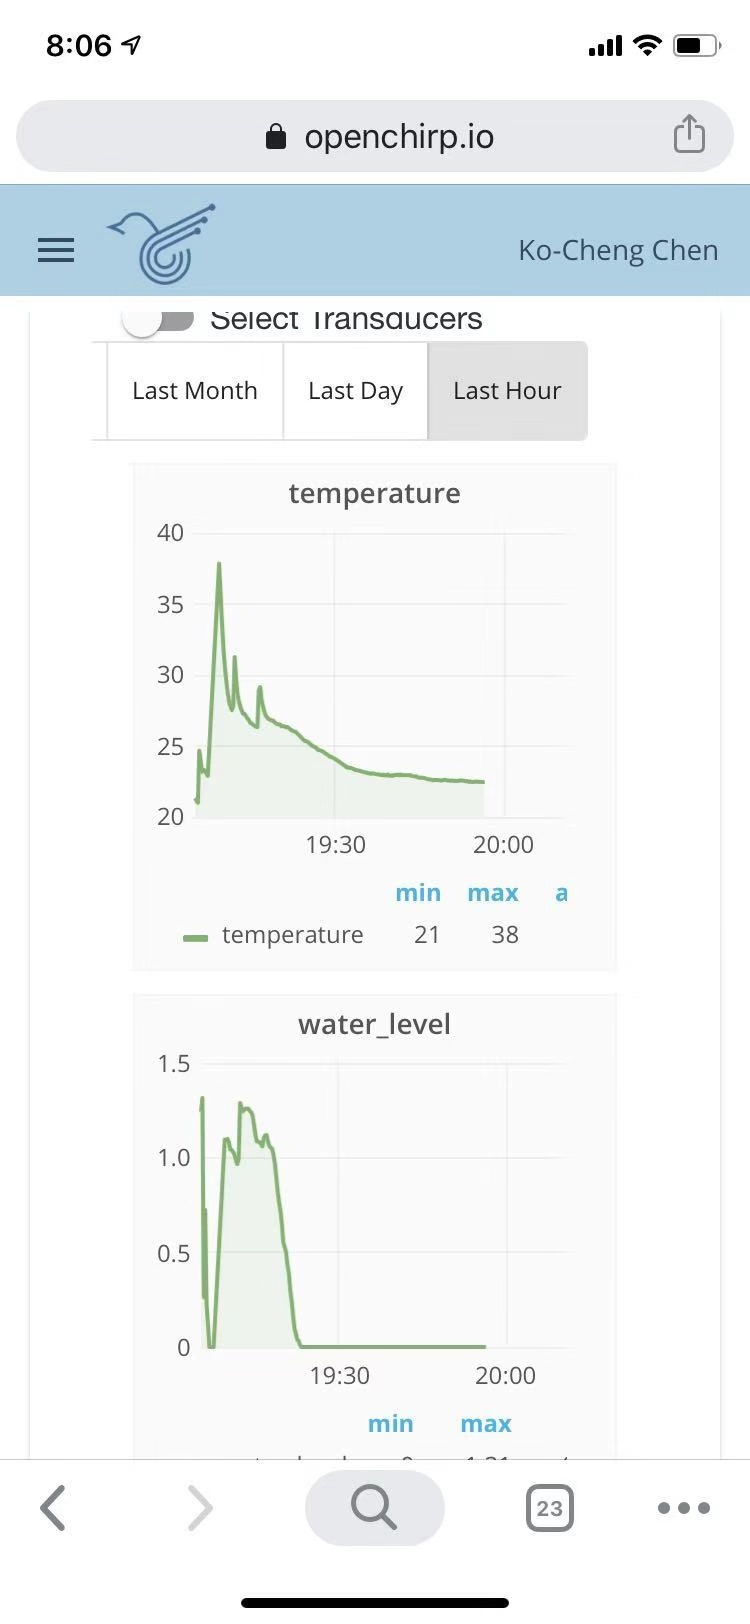 8:06
openchirp.io
Ko-Cheng Chen
Select Transducers
Last Month Last Day Last Hour
temperature
40
35
30
25
20
19:30 20:00
min max a
temperature 21 38
water_level
1.5
1.0
0.5
0
19:30 20:00
min max
23